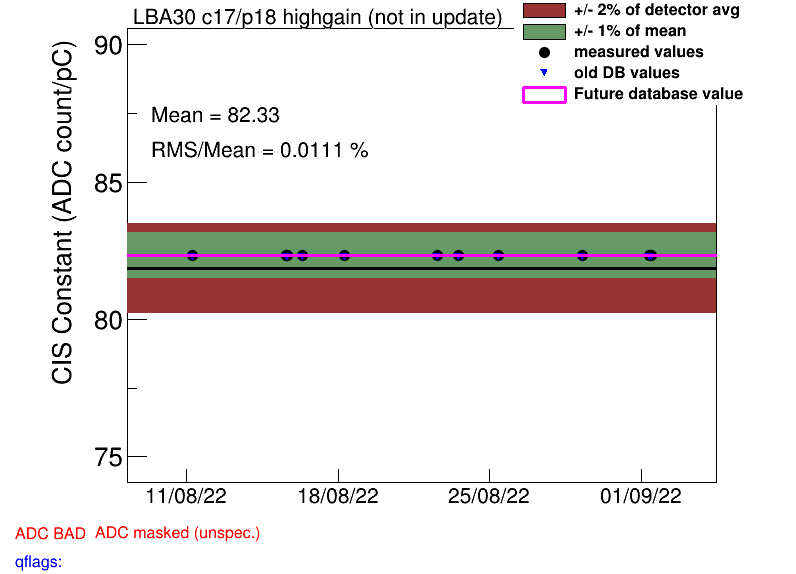 LBA30 c17/p18 highgain (not in update)
+/- 2% of detector avg
+/- 1% of mean
measured values
old DB values
Future database value
CIS Constant (ADC count/pC)
90
85
80
75
Mean = 82.33
RMS/Mean = 0.0111 %
11/08/22 18/08/22 25/08/22 01/09/22
ADC BAD ADC masked (unspec.)
qflags: